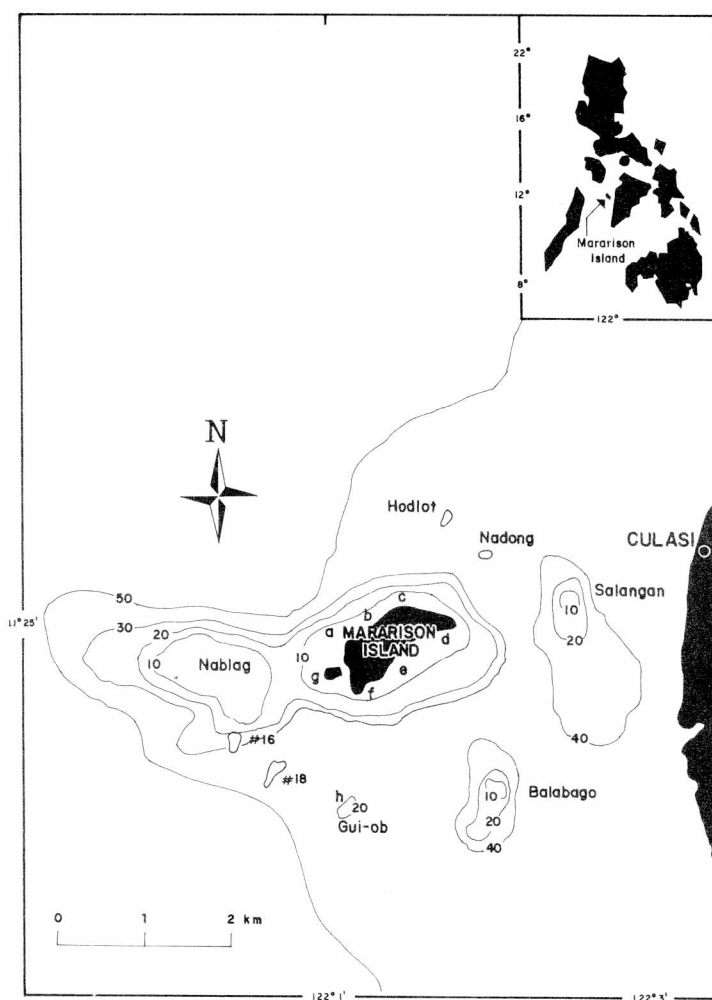 22°
16°
12°
Mararison
Island
8°
122°
N
Hodlot
Nadong
CULASI
Salangan
10
20
40
50
30
20
10
Nablag
11°25'
a
b
c
MARARISON
ISLAND
d
10
g
e
f
#16
#18
h
20
Gui-ob
10
20
40
Balabago
0 1 2 km
122°1'
122°3'